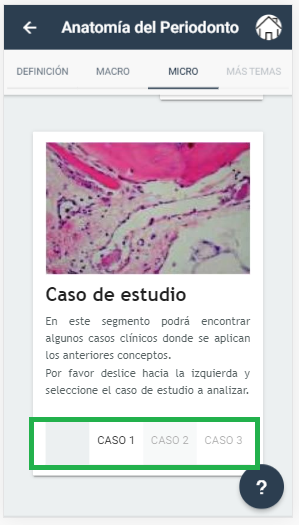 Anatomía del Periodonto
DEFINICIÓN MACRO MICRO MÁS TEMAS
Caso de estudio
En este segmento podrá encontrar
algunos casos clínicos donde se aplican
los anteriores conceptos.
Por favor deslice hacia la izquierda y
seleccione el caso de estudio a analizar.
CASO 1 CASO 2 CASO 3
?